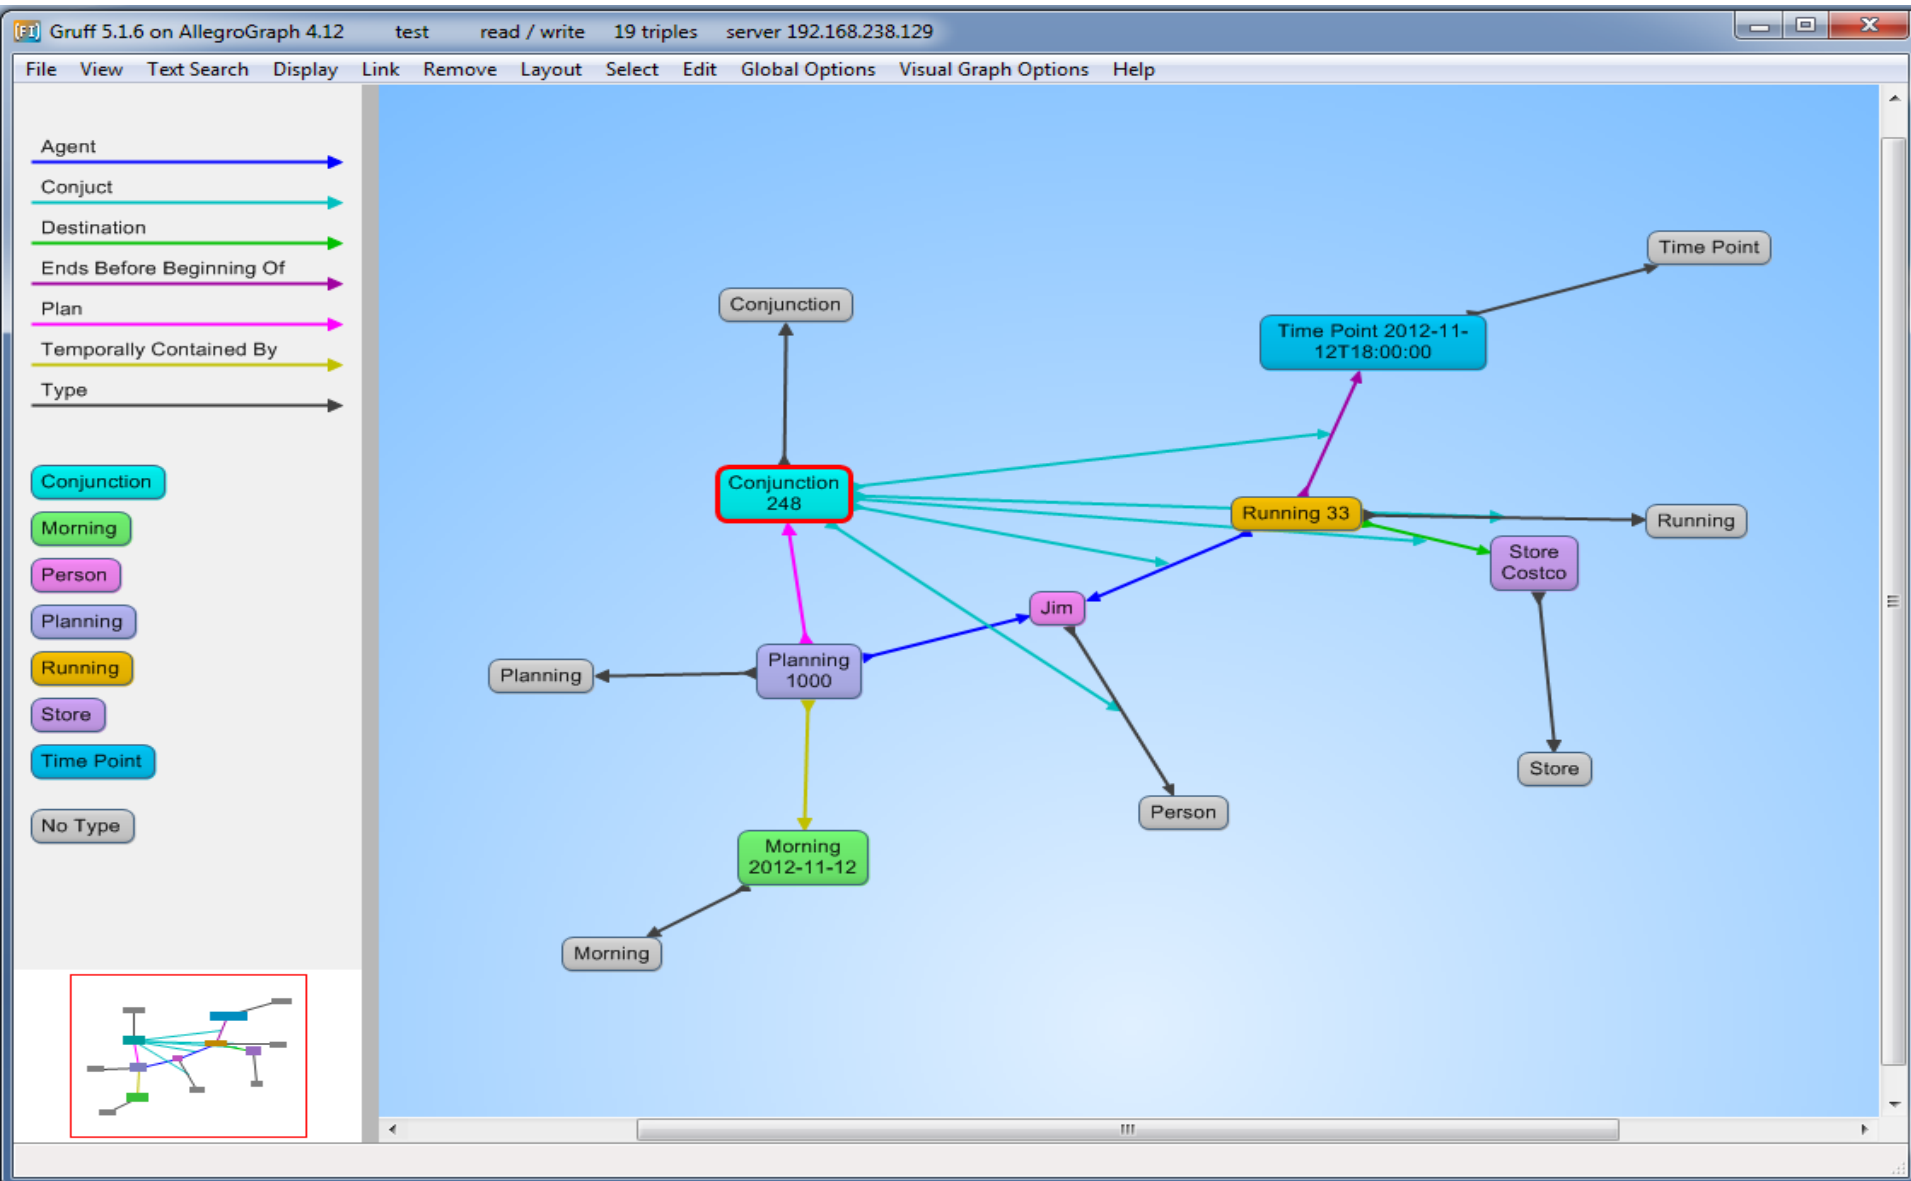 Gruff 5.1.6 on AllegroGraph 4.12 test read / write 19 triples server 192.168.238.129
File View Text Search Display Link Remove Layout Select Edit Global Options Visual Graph Options Help
Agent
Conjuct
Destination
Ends Before Beginning Of
Plan
Temporally Contained By
Type
Conjunction
Morning
Person
Planning
Running
Store
Time Point
No Type
Time Point
Conjunction
Time Point 2012-11-
12T18:00:00
Conjunction
248
Running 33
Running
Store
Costco
Jim
Planning
Planning
1000
Store
Person
Morning
2012-11-12
Morning